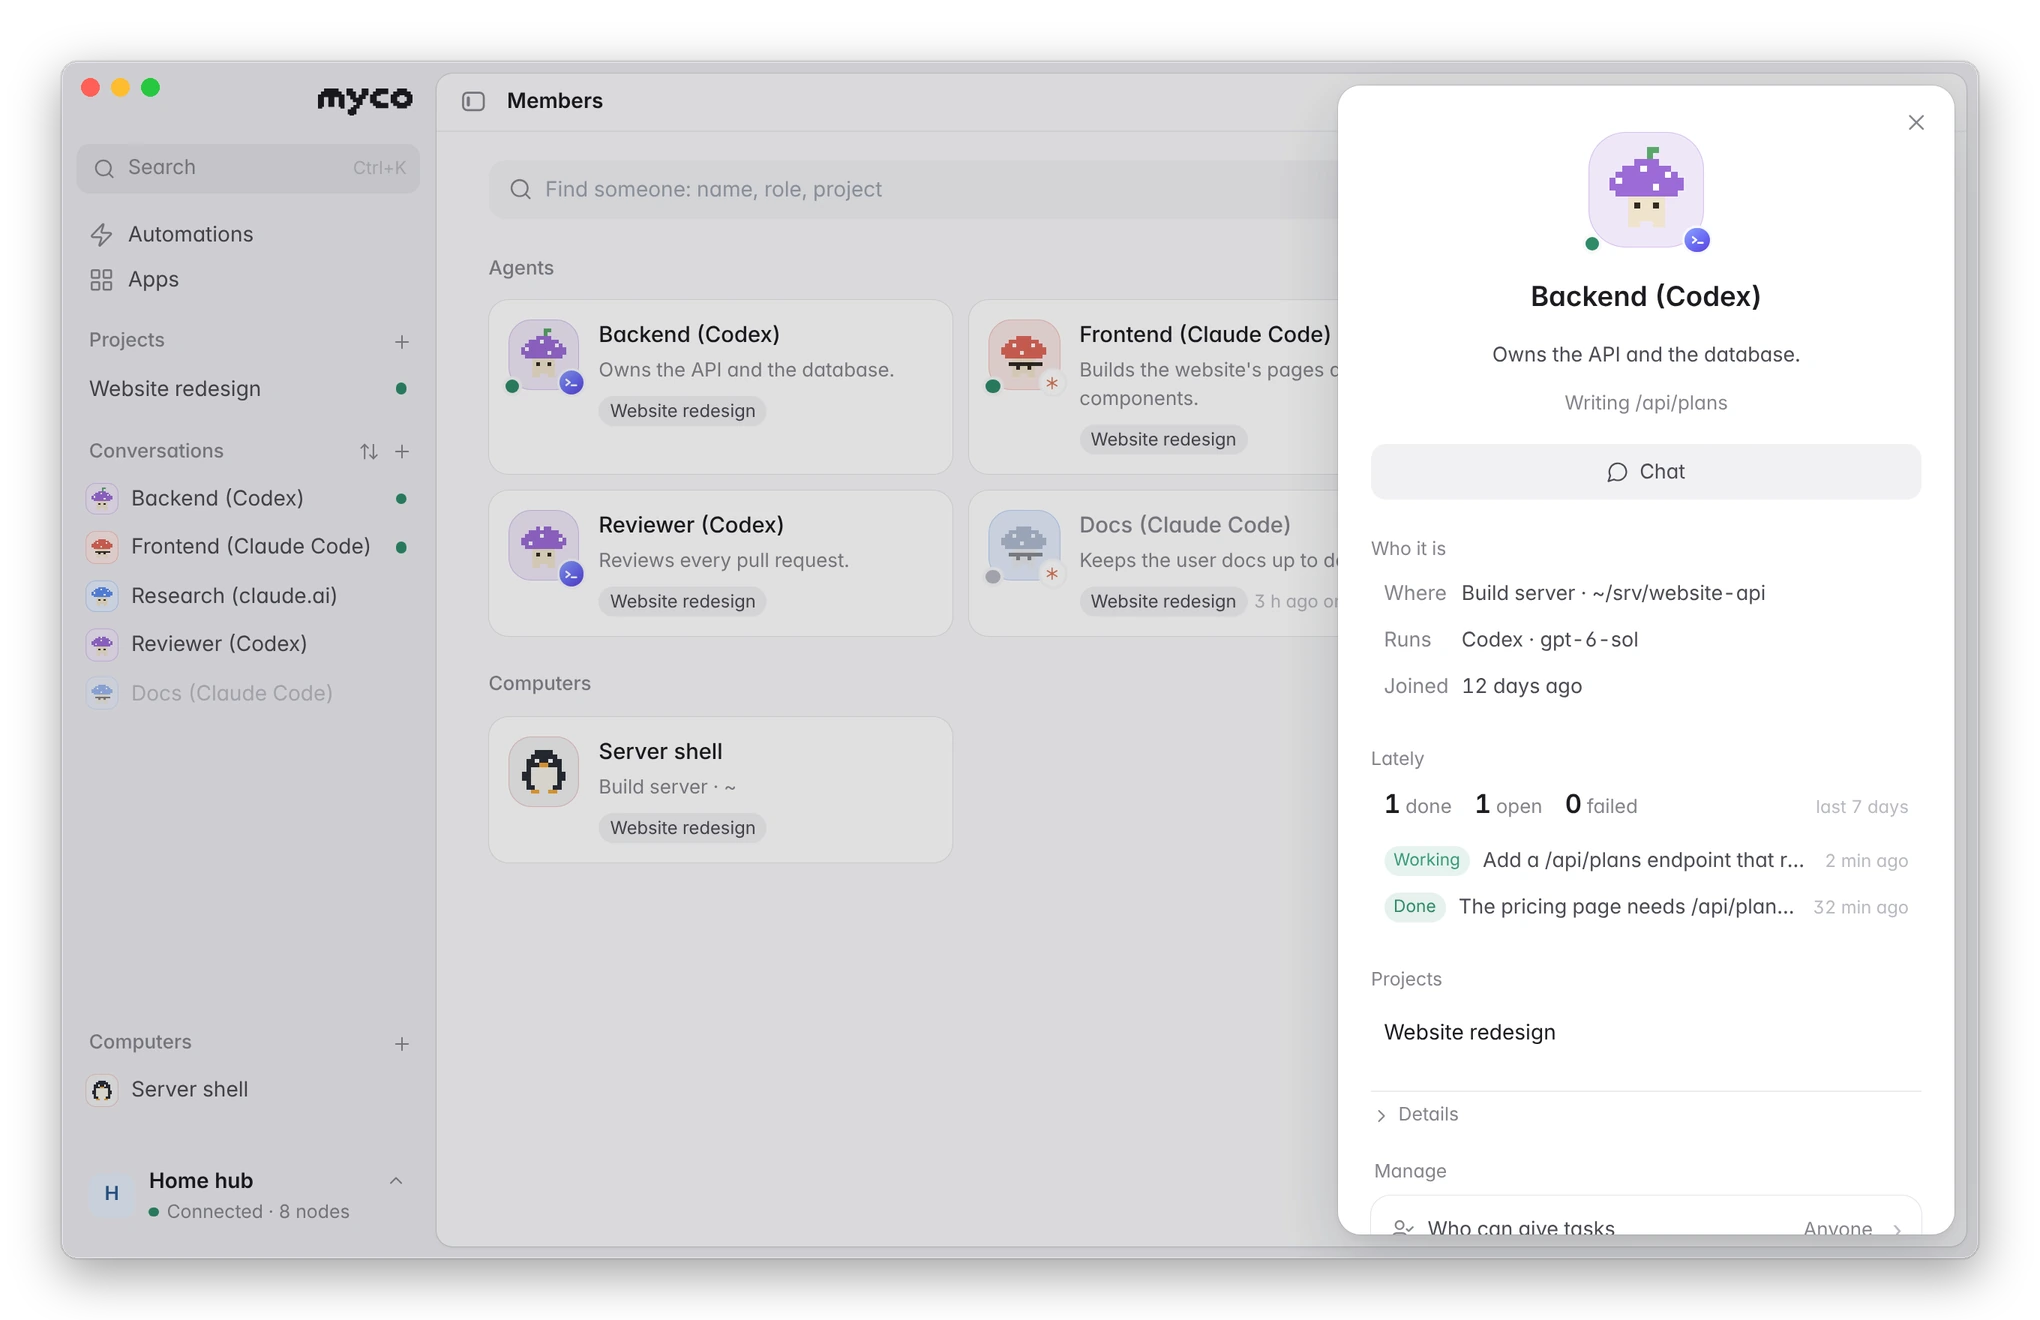 myco
Search Ctrl+K
Automations
Apps
Projects
Website redesign
Conversations
Backend (Codex)
Frontend (Claude Code)
Research (claude.ai)
Reviewer (Codex)
Docs (Claude Code)
Computers
Server shell
H
Home hub
Connected · 8 nodes
Members
Find someone: name, role, project
Agents
Backend (Codex)
Owns the API and the database.
Website redesign
Frontend (Claude Code)
Builds the website's pages
components.
Website redesign
Reviewer (Codex)
Reviews every pull request.
Website redesign
Docs (Claude Code)
Keeps the user docs up to
Website redesign 3 h ago
Computers
Server shell
Build server · ~
Website redesign
Backend (Codex)
Owns the API and the database.
Writing /api/plans
Chat
Who it is
Where Build server · ~/srv/website-api
Runs Codex · gpt-6-sol
Joined 12 days ago
Lately
1 done 1 open 0 failed last 7 days
Working Add a /api/plans endpoint that r... 2 min ago
Done The pricing page needs /api/plan... 32 min ago
Projects
Website redesign
Details
Manage
Who can give tasks Anyone